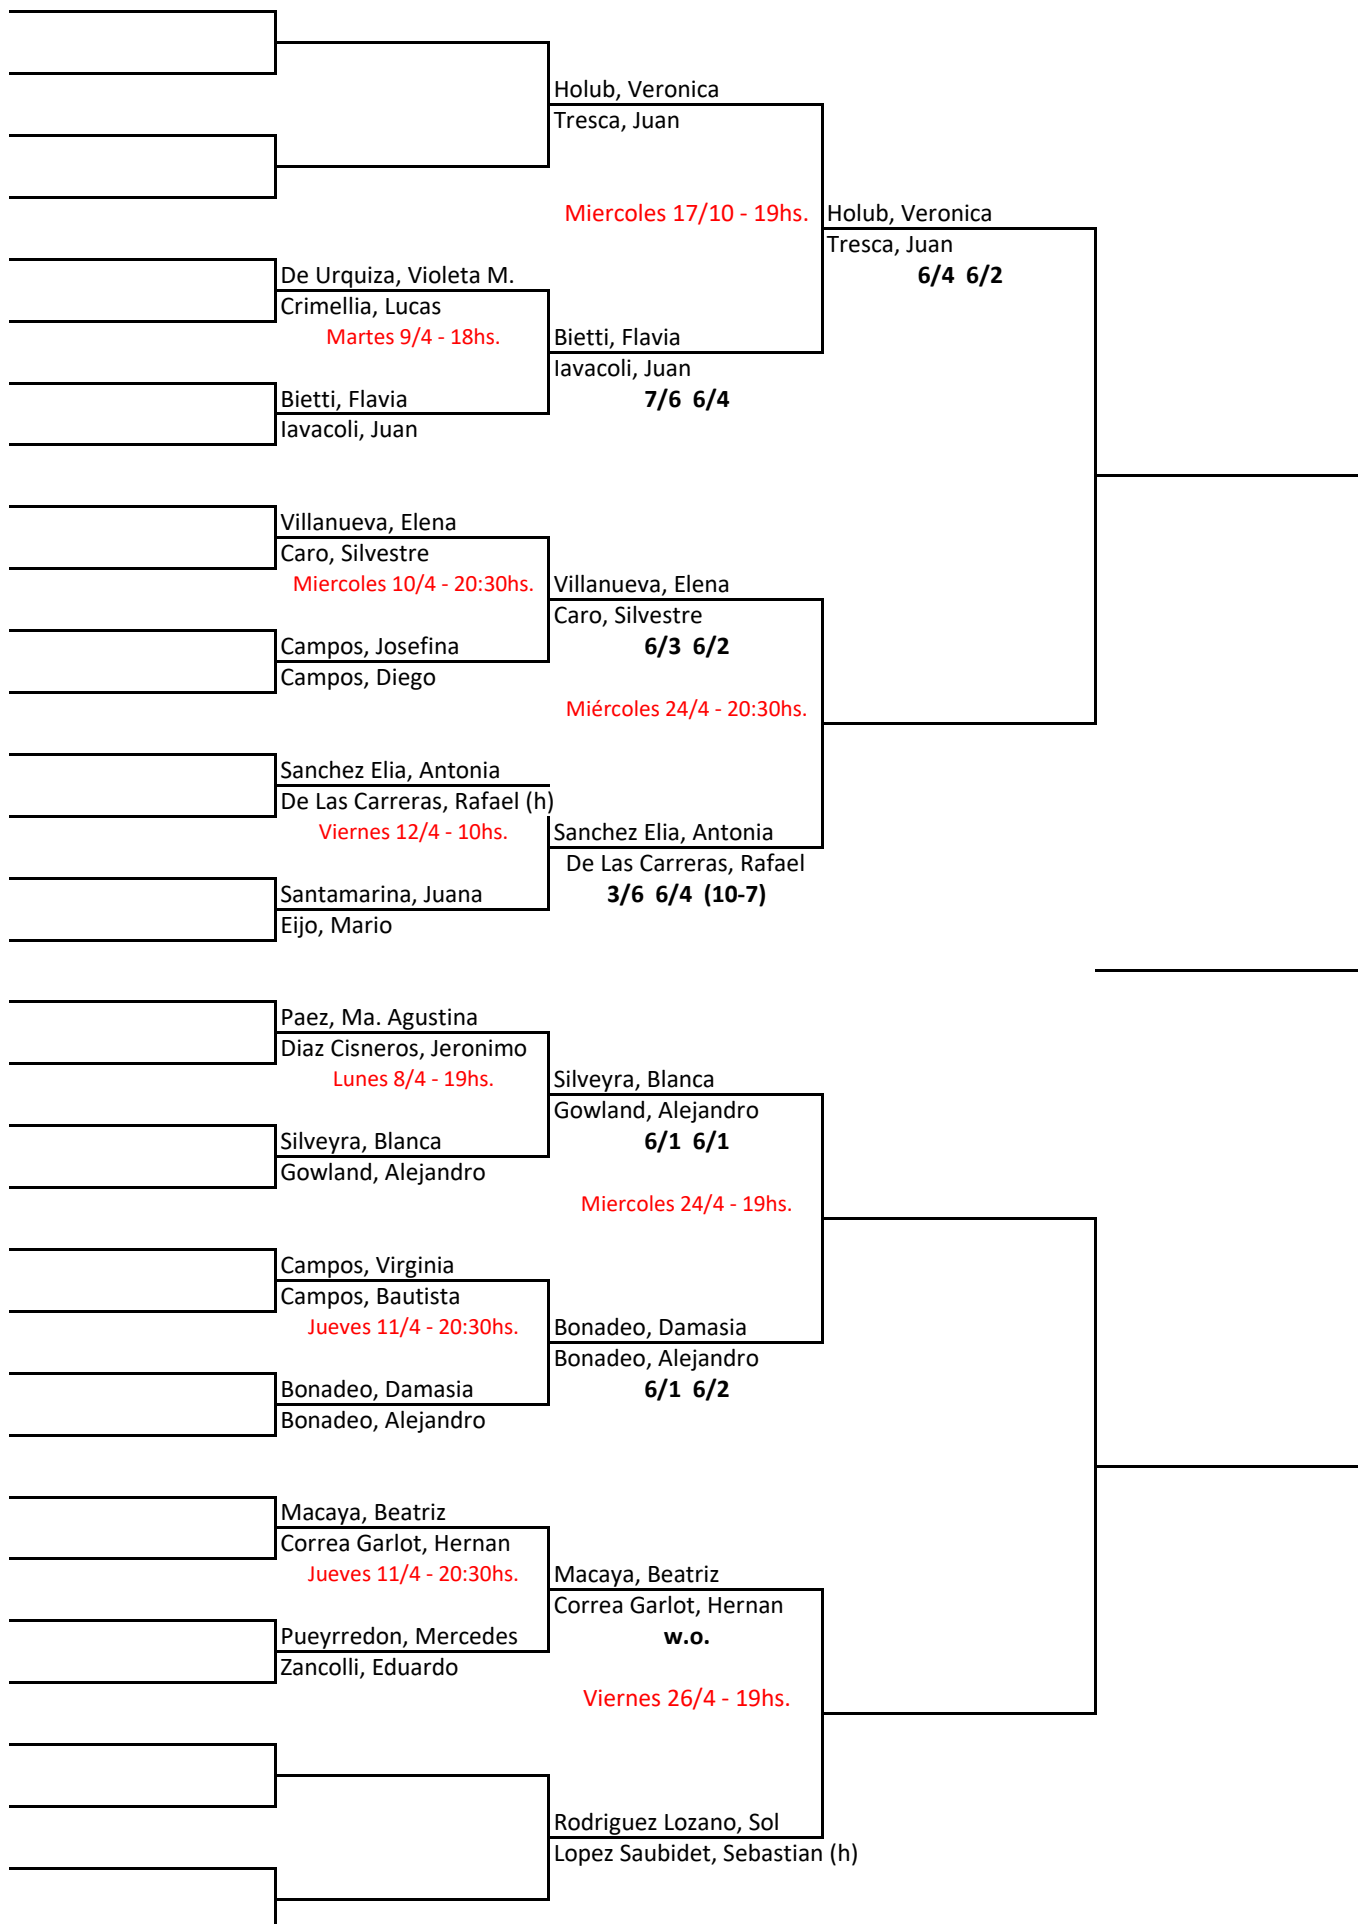 Holub, Veronica
Tresca, Juan
Miercoles 17/10 - 19hs.
Holub, Veronica
Tresca, Juan
6/4 6/2
De Urquiza, Violeta M.
Crimellia, Lucas
Martes 9/4 - 18hs.
Bietti, Flavia
Iavacoli, Juan
7/6 6/4
Bietti, Flavia
Iavacoli, Juan
Villanueva, Elena
Caro, Silvestre
Miercoles 10/4 - 20:30hs.
Villanueva, Elena
Caro, Silvestre
6/3 6/2
Campos, Josefina
Campos, Diego
Miércoles 24/4 - 20:30hs.
Sanchez Elia, Antonia
De Las Carreras, Rafael (h)
Viernes 12/4 - 10hs.
Sanchez Elia, Antonia
De Las Carreras, Rafael
3/6 6/4 (10-7)
Santamarina, Juana
Eijo, Mario
Paez, Ma. Agustina
Diaz Cisneros, Jeronimo
Lunes 8/4 - 19hs.
Silveyra, Blanca
Gowland, Alejandro
6/1 6/1
Silveyra, Blanca
Gowland, Alejandro
Miercoles 24/4 - 19hs.
Campos, Virginia
Campos, Bautista
Jueves 11/4 - 20:30hs.
Bonadeo, Damasia
Bonadeo, Alejandro
6/1 6/2
Bonadeo, Damasia
Bonadeo, Alejandro
Macaya, Beatriz
Correa Garlot, Hernan
Jueves 11/4 - 20:30hs.
Macaya, Beatriz
Correa Garlot, Hernan
w.o.
Pueyrredon, Mercedes
Zancolli, Eduardo
Viernes 26/4 - 19hs.
Rodriguez Lozano, Sol
Lopez Saubidet, Sebastian (h)